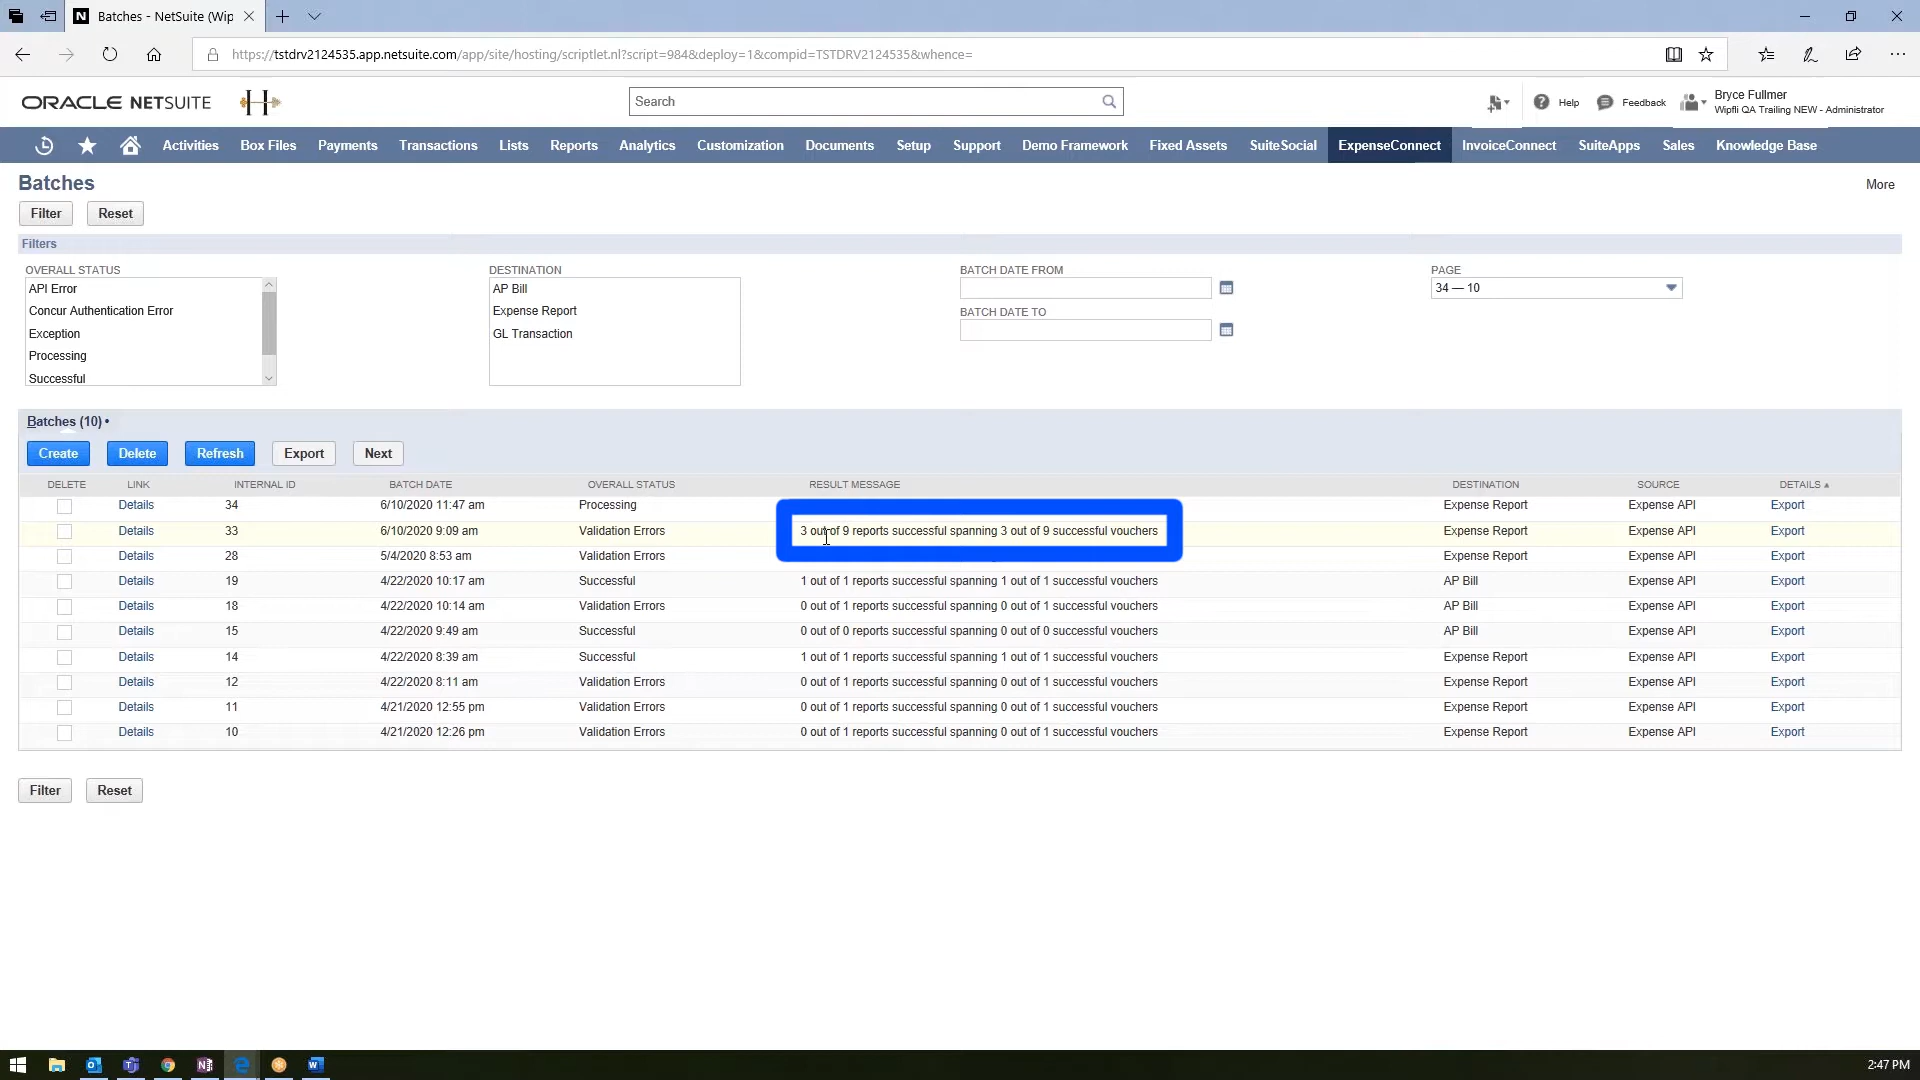 Batches - NetSuite (Wip
https://tstdrv2124535.app.netsuite.com/app/site/hosting/scriptlet.nl?script=984&deploy=1&compid=TSTDRV2124535&whence=
ORACLE NETSUITE
Search
Help
Feedback
Bryce Fullmer
Wipfli QA Trailing NEW - Administrator
Activities Box Files Payments Transactions Lists Reports Analytics Customization Documents Setup Support Demo Framework Fixed Assets SuiteSocial ExpenseConnect InvoiceConnect SuiteApps Sales Knowledge Base
Batches
More
Filter Reset
Filters
OVERALL STATUS
API Error
Concur Authentication Error
Exception
Processing
Successful
DESTINATION
AP Bill
Expense Report
GL Transaction
BATCH DATE FROM
BATCH DATE TO
PAGE
34 — 10
Batches (10) •
Create Delete Refresh Export Next
DELETE LINK INTERNAL ID BATCH DATE OVERALL STATUS RESULT MESSAGE DESTINATION SOURCE DETAILS
Details 34 6/10/2020 11:47 am Processing Expense Report Expense API Export
Details 33 6/10/2020 9:09 am Validation Errors 3 out of 9 reports successful spanning 3 out of 9 successful vouchers Expense Report Expense API Export
Details 28 5/4/2020 8:53 am Validation Errors Expense Report Expense API Export
Details 19 4/22/2020 10:17 am Successful 1 out of 1 reports successful spanning 1 out of 1 successful vouchers AP Bill Expense API Export
Details 18 4/22/2020 10:14 am Validation Errors 0 out of 1 reports successful spanning 0 out of 1 successful vouchers AP Bill Expense API Export
Details 15 4/22/2020 9:49 am Successful 0 out of 0 reports successful spanning 0 out of 0 successful vouchers AP Bill Expense API Export
Details 14 4/22/2020 8:39 am Successful 1 out of 1 reports successful spanning 1 out of 1 successful vouchers Expense Report Expense API Export
Details 12 4/22/2020 8:11 am Validation Errors 0 out of 1 reports successful spanning 0 out of 1 successful vouchers Expense Report Expense API Export
Details 11 4/21/2020 12:55 pm Validation Errors 0 out of 1 reports successful spanning 0 out of 1 successful vouchers Expense Report Expense API Export
Details 10 4/21/2020 12:26 pm Validation Errors 0 out of 1 reports successful spanning 0 out of 1 successful vouchers Expense Report Expense API Export
Filter Reset
2:47 PM